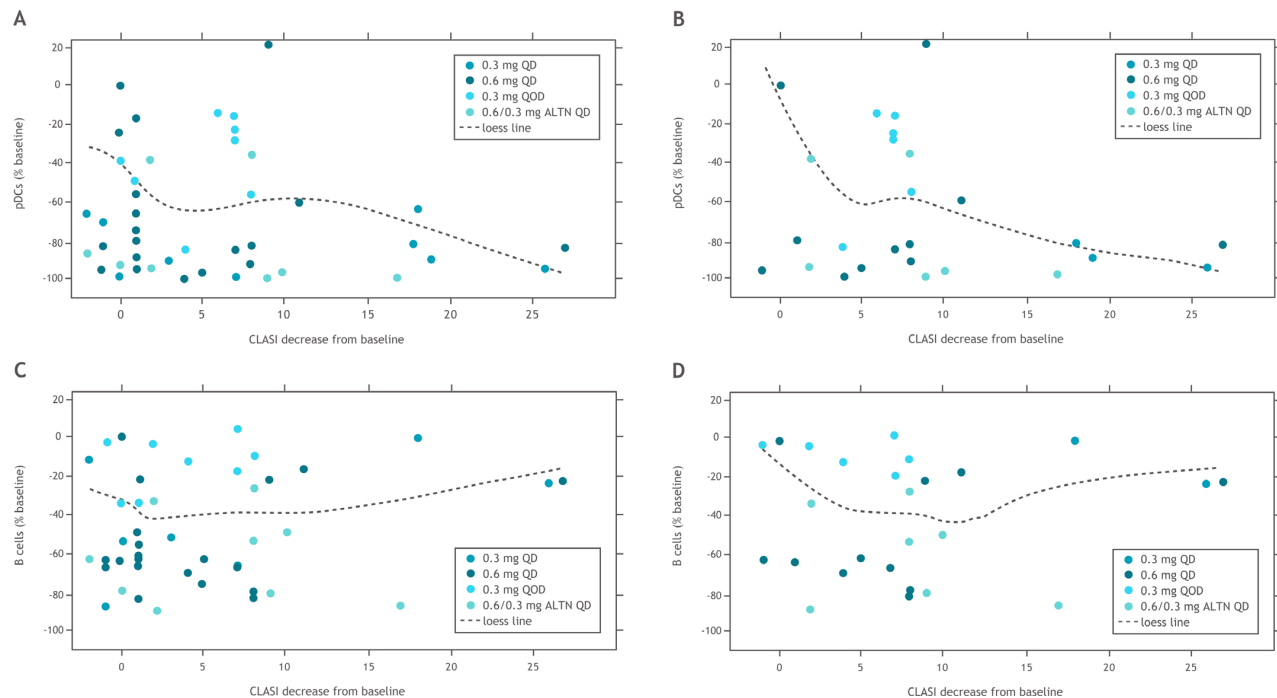 A
pDCs (% baseline)
20
0
-20
-40
-60
-80
-100
0.3 mg QD
0.6 mg QD
0.3 mg QOD
0.6/0.3 mg ALTN QD
loess line
0 5 10 15 20 25
CLASI decrease from baseline
B
pDCs (% baseline)
20
0
-20
-40
-60
-80
-100
0.3 mg QD
0.6 mg QD
0.3 mg QOD
0.6/0.3 mg ALTN QD
loess line
0 5 10 15 20 25
CLASI decrease from baseline
C
B cells (% baseline)
20
0
-20
-40
-60
-80
-100
0.3 mg QD
0.6 mg QD
0.3 mg QOD
0.6/0.3 mg ALTN QD
loess line
0 5 10 15 20 25
CLASI decrease from baseline
D
B cells (% baseline)
20
0
-20
-40
-60
-80
-100
0.3 mg QD
0.6 mg QD
0.3 mg QOD
0.6/0.3 mg ALTN QD
loess line
0 5 10 15 20 25
CLASI decrease from baseline